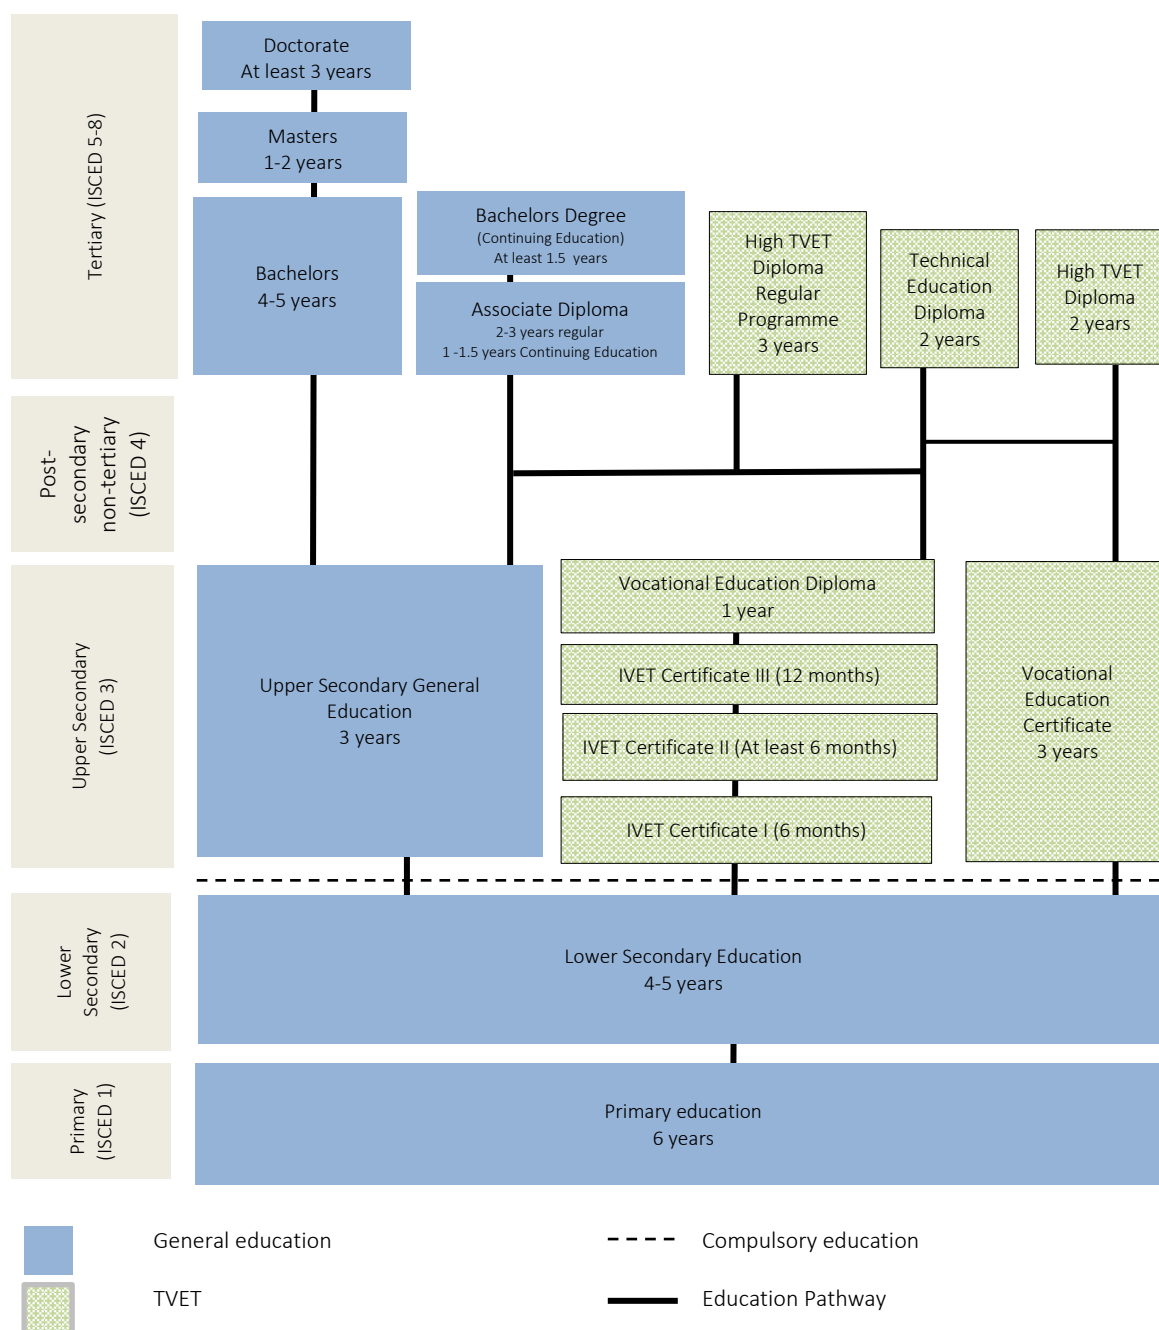 Tertiary (ISCED 5-8)
Doctorate
At least 3 years
Masters
1-2 years
Bachelors
4-5 years
Bachelors Degree
(Continuing Education)
At least 1.5 years
Associate Diploma
2-3 years regular
1 -1.5 years Continuing Education
High TVET
Diploma
Regular
Programme
3 years
Technical
Education
Diploma
2 years
High TVET
Diploma
2 years
Post-
secondary
non-tertiary
(ISCED 4)
Upper Secondary
(ISCED 3)
Upper Secondary General
Education
3 years
Vocational Education Diploma
1 year
IVET Certificate III (12 months)
IVET Certificate II (At least 6 months)
IVET Certificate I (6 months)
Vocational
Education
Certificate
3 years
Lower
Secondary
(ISCED 2)
Lower Secondary Education
4-5 years
Primary
(ISCED 1)
Primary education
6 years
General education
Compulsory education
TVET
Education Pathway